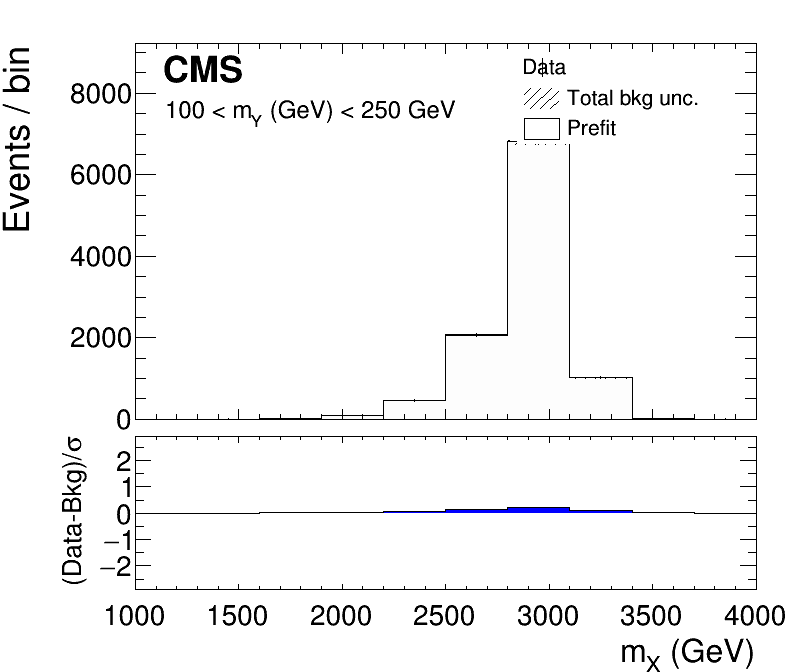 CMS
100 < mY (GeV) < 250 GeV
Data
Total bkg unc.
Prefit
Events / bin
8000
6000
4000
2000
0
(Data-Bkg)/σ
2
1
0
−1
−2
1000 1500 2000 2500 3000 3500 4000
mX (GeV)